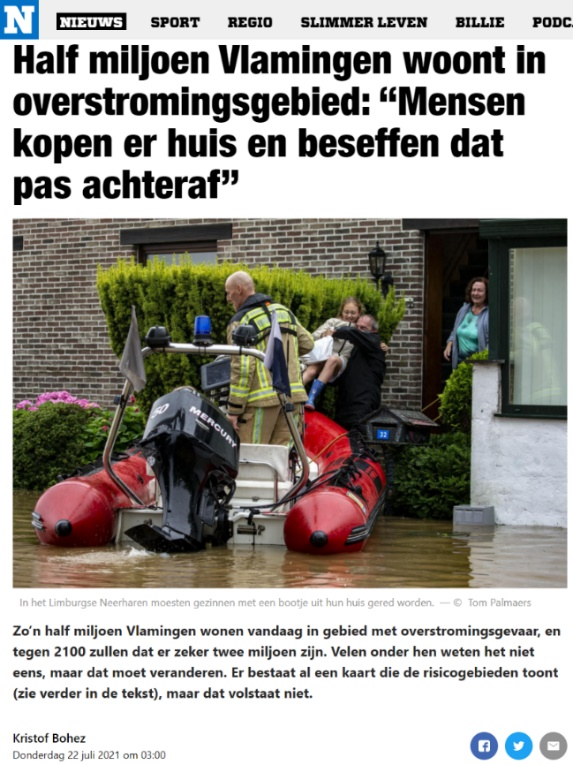 N NIEUWS SPORT REGIO SLIMMER LEVEN BILLIE PODC
Half miljoen Vlamingen woont in
overstromingsgebied: “Mensen
kopen er huis en beseffen dat
pas achteraf”
MERCURY
150
22
In het Limburgse Neerharen moesten gezinnen met een bootje uit hun huis gered worden. — © Tom Palmaers
Zo’n half miljoen Vlamingen wonen vandaag in gebied met overstromingsgevaar, en
tegen 2100 zullen dat er zeker twee miljoen zijn. Velen onder hen weten het niet
eens, maar dat moet veranderen. Er bestaat al een kaart die de risicogebieden toont
(zie verder in de tekst), maar dat volstaat niet.
Kristof Bohez
Donderdag 22 juli 2021 om 03:00